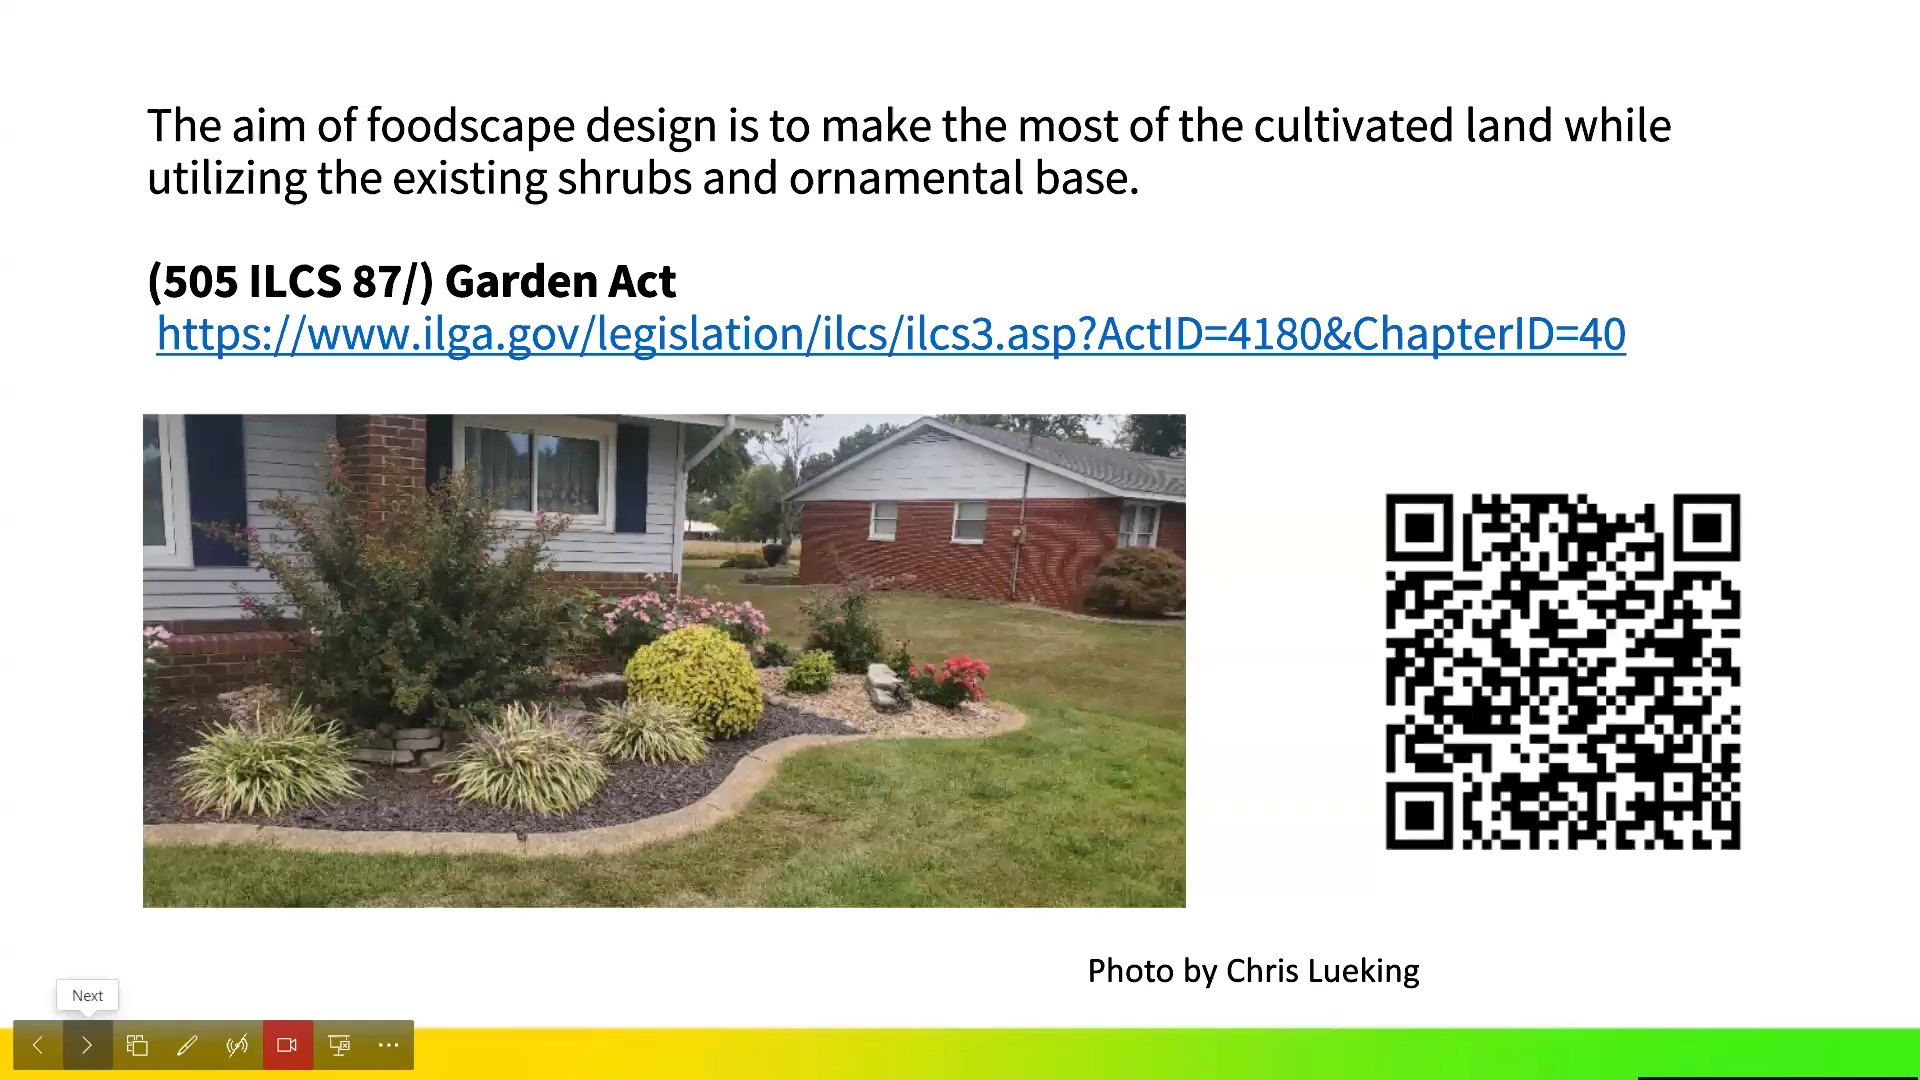 The aim of foodscape design is to make the most of the cultivated land while
utilizing the existing shrubs and ornamental base.
(505 ILCS 87/) Garden Act
https://www.ilga.gov/legislation/ilcs/ilcs3.asp?ActID=4180&ChapterID=40
Photo by Chris Lueking
Next